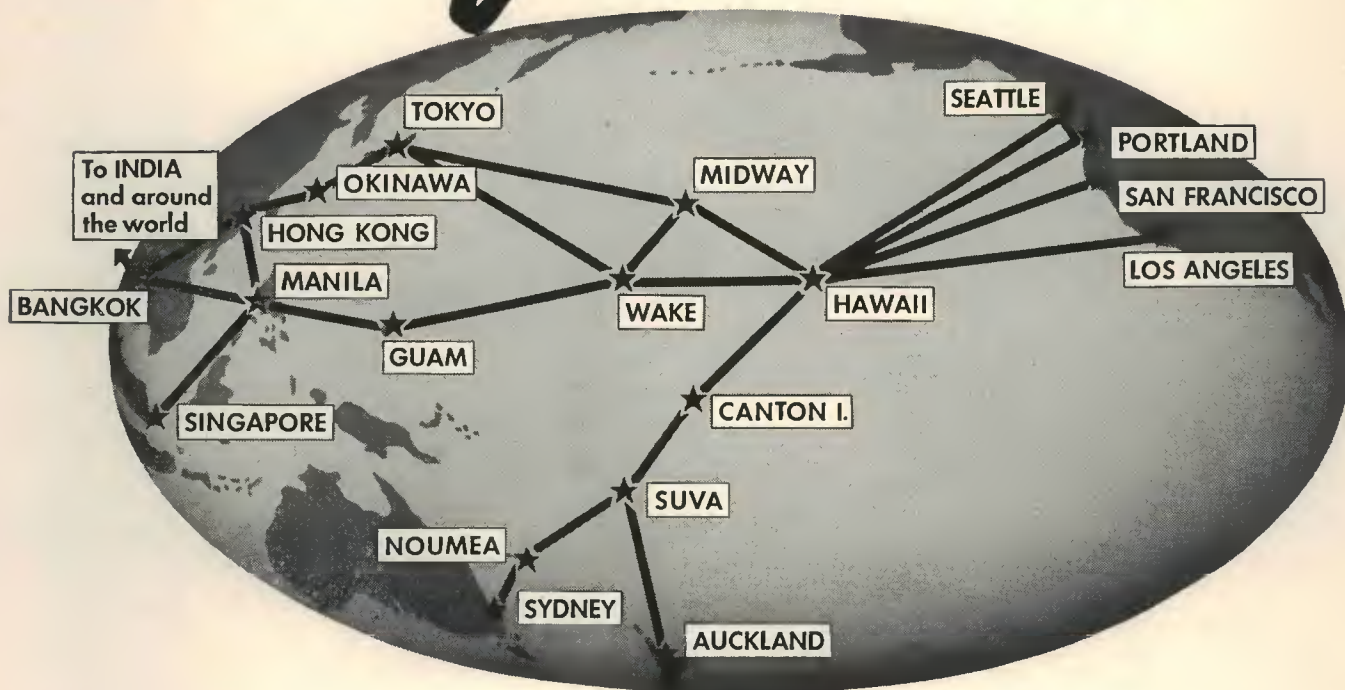 TOKYO
SEATTLE
To INDIA
and around
the world
OKINAWA
MIDWAY
PORTLAND
SAN FRANCISCO
HONG KONG
MANILA
LOS ANGELES
BANGKOK
WAKE
HAWAII
GUAM
CANTON I.
SINGAPORE
SUVA
NOUMEA
SYDNEY
AUCKLAND